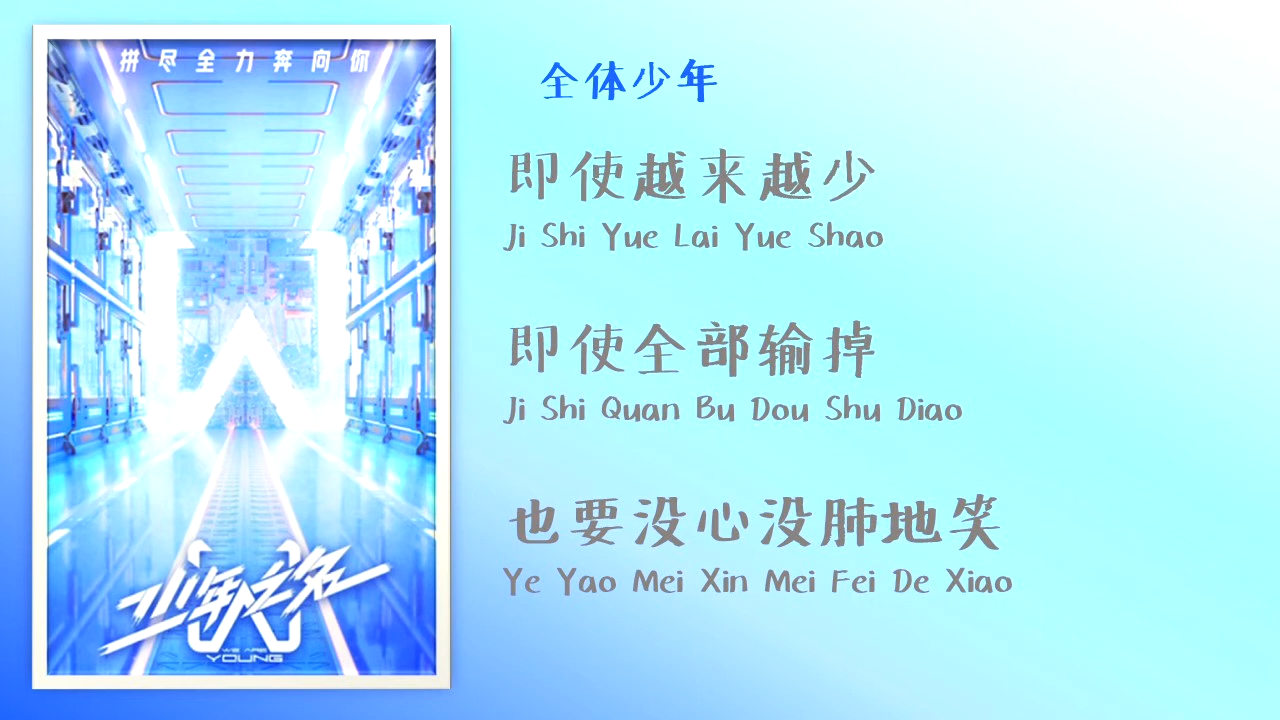 拼尽全力奔向你
少年之名
WE ARE
YOUNG
全体少年
即使越来越少
Ji Shi Yue Lai Yue Shao
即使全部输掉
Ji Shi Quan Bu Dou Shu Diao
也要没心没肺地笑
Ye Yao Mei Xin Mei Fei De Xiao